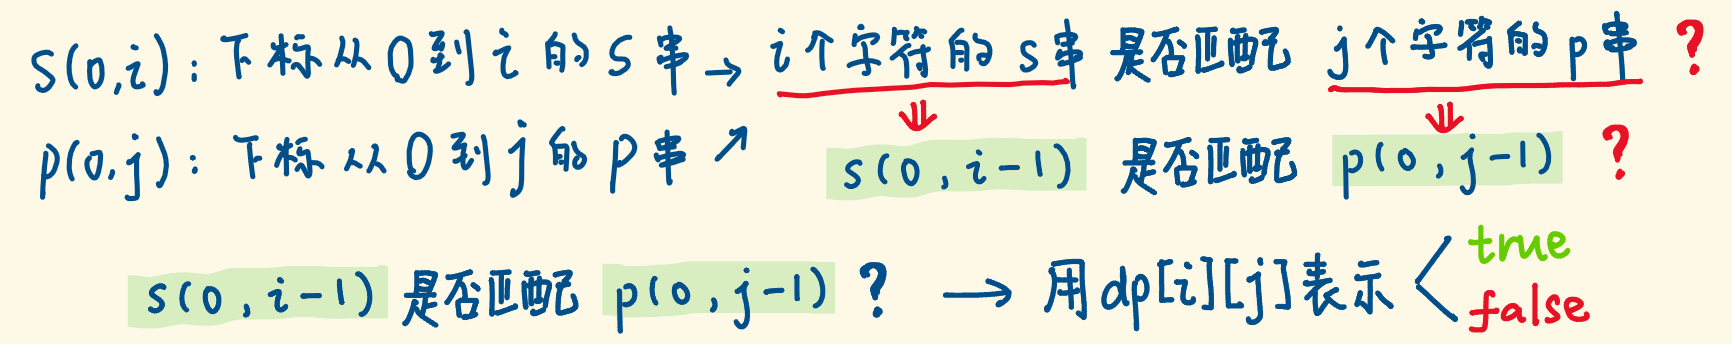 S(0,i): 下标从0到i的S串→ i个字符的s串 是否匹配 j个字符的p串 ?
p(0,j): 下标从0到j的p串↗ s(0,i-1) 是否匹配 p(0,j-1) ?
s(0,i-1) 是否匹配 p(0,j-1) ? → 用dp[i][j]表示 < true
false